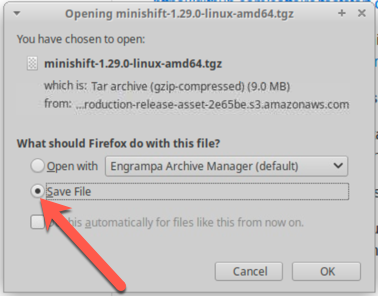 Opening minishift-1.29.0-linux-amd64.tgz
You have chosen to open:
minishift-1.29.0-linux-amd64.tgz
which is: Tar archive (gzip-compressed) (9.0 MB)
from: ...roduction-release-asset-2e65be.s3.amazonaws.com
What should Firefox do with this file?
Open with Engrampa Archive Manager (default)
Save File
this automatically for files like this from now on.
Cancel OK